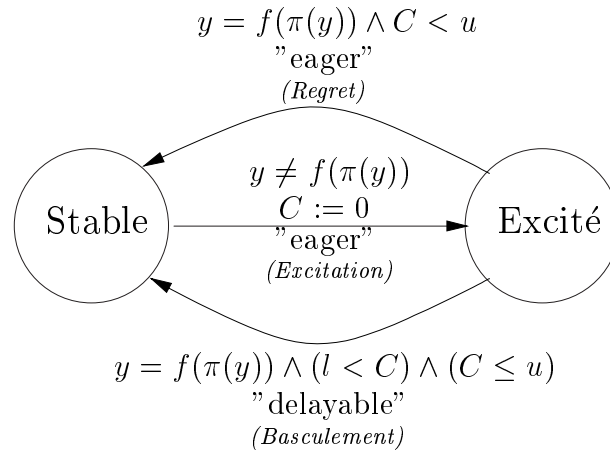 y = f(π(y)) ∧ C < u
"eager"
(Regret)
Stable
y ≠ f(π(y))
C := 0
"eager"
(Excitation)
Excité
y = f(π(y)) ∧ (l < C) ∧ (C ≤ u)
"delayable"
(Basculement)